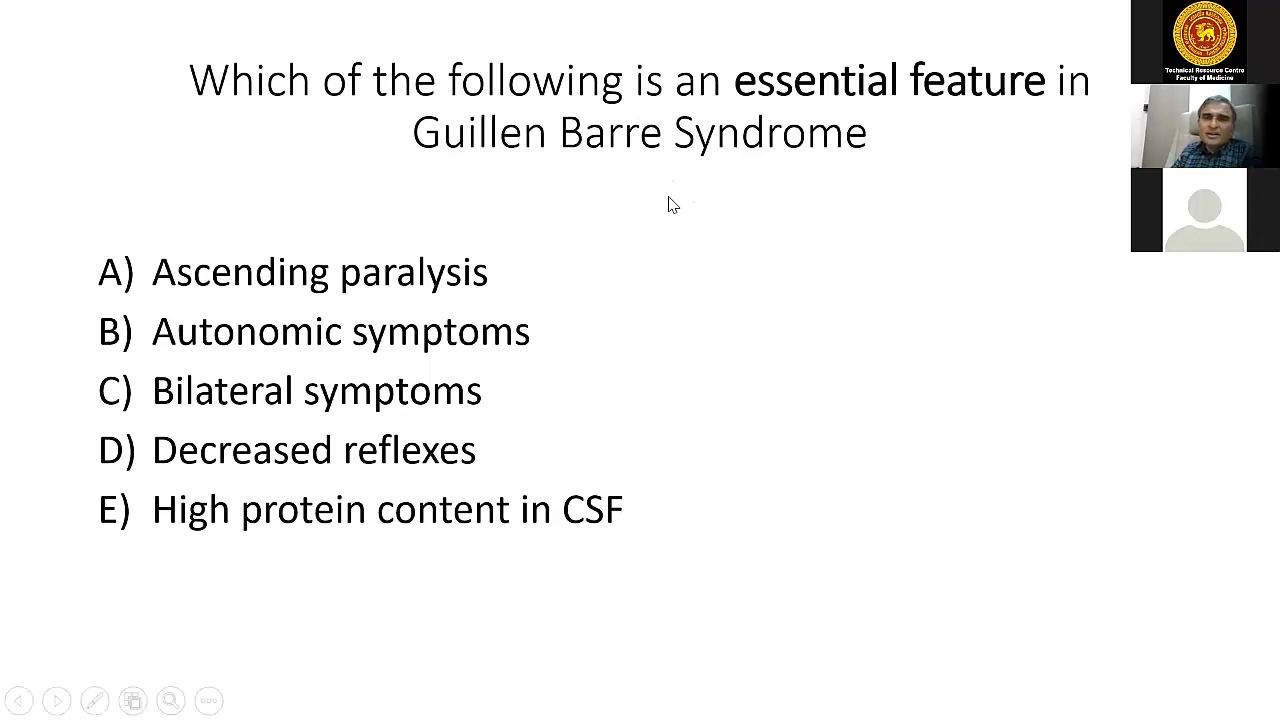 Which of the following is an essential feature in
Guillen Barre Syndrome
A) Ascending paralysis
B) Autonomic symptoms
C) Bilateral symptoms
D) Decreased reflexes
E) High protein content in CSF
Technical Resource Centre
Faculty of Medicine